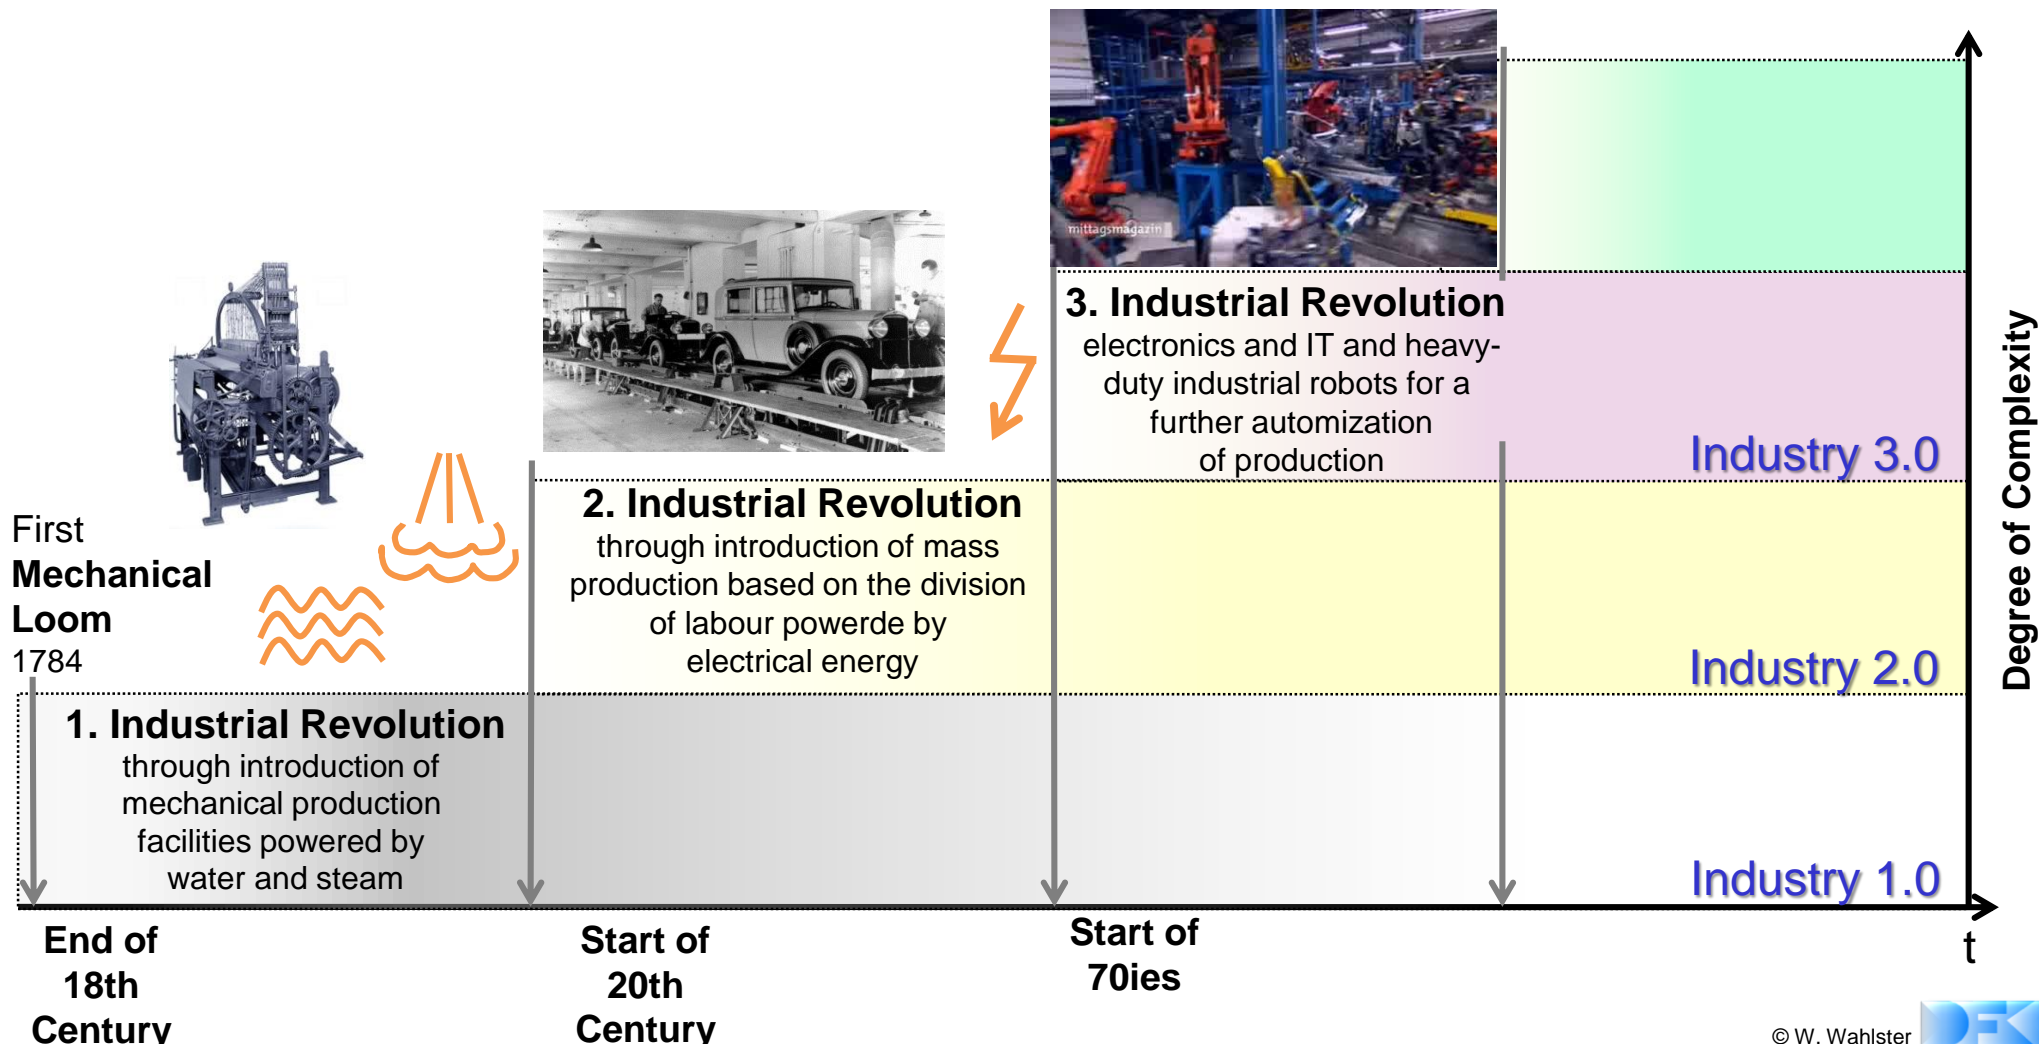 First
Mechanical
Loom
1784
1. Industrial Revolution
through introduction of
mechanical production
facilities powered by
water and steam
2. Industrial Revolution
through introduction of mass
production based on the division
of labour powerde by
electrical energy
mittagsmagazin
3. Industrial Revolution
electronics and IT and heavy-
duty industrial robots for a
further automization
of production
Industry 3.0
Industry 2.0
Industry 1.0
Degree of Complexity
t
End of
18th
Century
Start of
20th
Century
Start of
70ies
© W. Wahlster
DFK